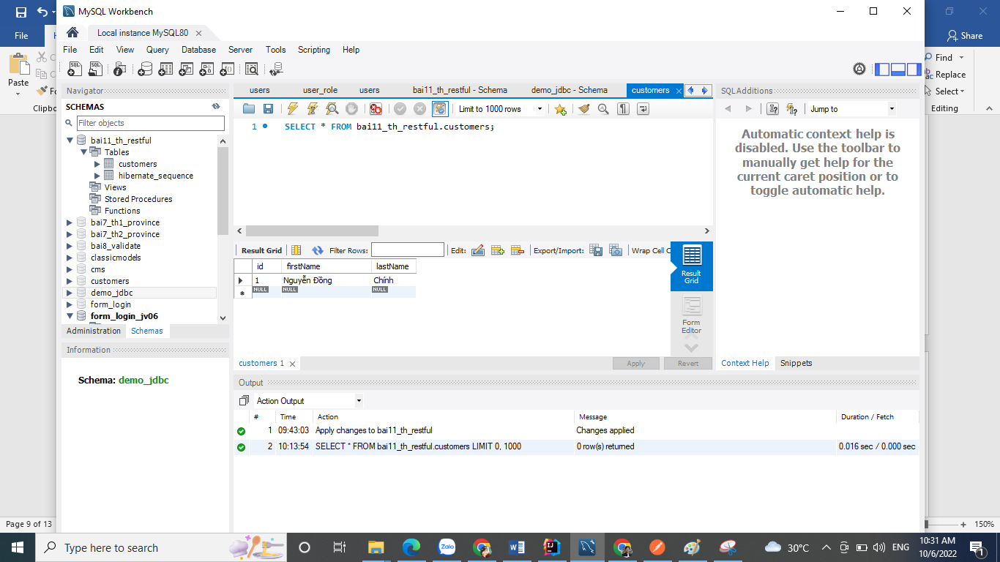 MySQL Workbench
File
Share
Local instance MySQL80
File Edit View Query Database Server Tools Scripting Help
Paste
Find
Replace
Select
Editing
Navigator
SCHEMAS
Filter objects
bai11_th_restful
Tables
customers
hibernate_sequence
Views
Stored Procedures
Functions
bai7_th1_province
bai7_th2_province
bai8_validate
classicmodels
cms
customers
demo_jdbc
form_login
form_login_jv06
Administration Schemas
Information
Schema: demo_jdbc
users user_role users bai11_th_restful - Schema demo_jdbc - Schema customers
Limit to 1000 rows
1 SELECT * FROM bai11_th_restful.customers;
Result Grid Filter Rows: Edit: Export/Import: Wrap Cell C
id firstName lastName
1 Nguyễn Đồng Chính
NULL NULL NULL
Result
Grid
Form
Editor
customers 1
Apply Revert
SQLAdditions
Jump to
Automatic context help is
disabled. Use the toolbar to
manually get help for the
current caret position or to
toggle automatic help.
Context Help Snippets
Output
Action Output
# Time Action Message Duration / Fetch
1 09:43:03 Apply changes to bai11_th_restful Changes applied
2 10:13:54 SELECT * FROM bai11_th_restful.customers LIMIT 0, 1000 0 row(s) returned 0.016 sec / 0.000 sec
Page 9 of 13
150%
Type here to search
Zalo
30°C
ENG
10:31 AM
10/6/2022
1